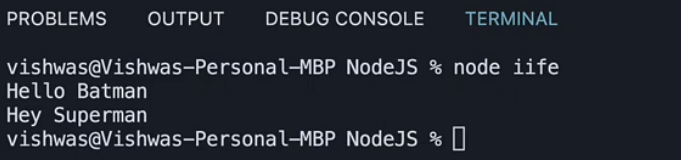 PROBLEMS OUTPUT DEBUG CONSOLE TERMINAL
vishwas@Vishwas-Personal-MBP NodeJS % node iife
Hello Batman
Hey Superman
vishwas@Vishwas-Personal-MBP NodeJS %